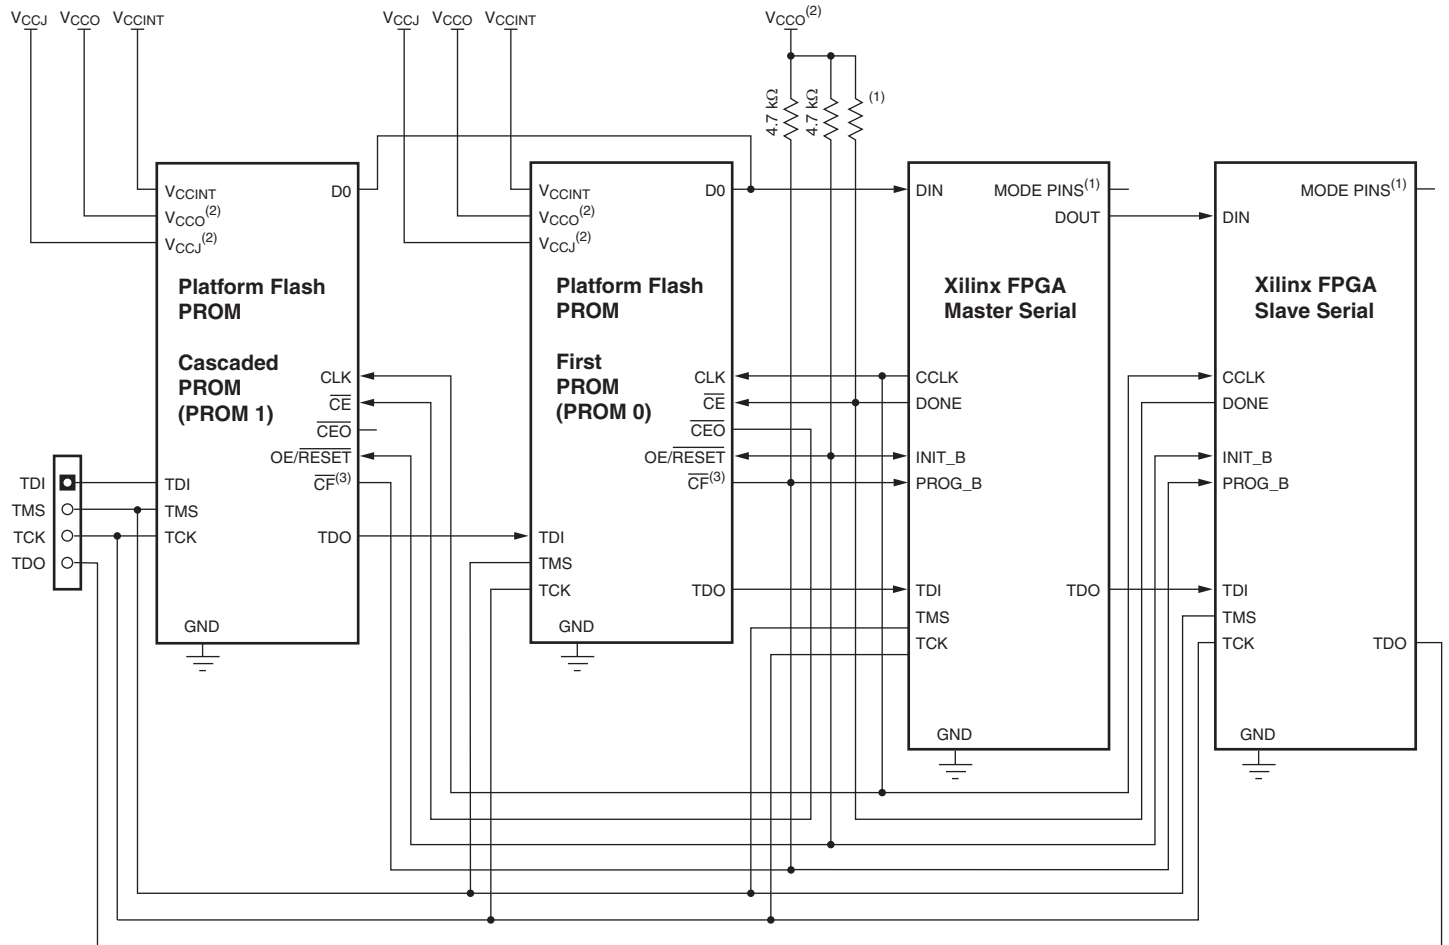 VCCJ VCCO VCCINT
VCCJ VCCO VCCINT
VCCO(2)
4.7 kΩ
4.7 kΩ
(1)
VCCINT
VCCO(2)
VCCJ(2)
D0
Platform Flash
PROM
Cascaded
PROM
(PROM 1)
CLK
CE
CEO
OE/RESET
CF(3)
TDI
TMS
TCK
TDO
GND
TDI
TMS
TCK
TDO
VCCINT
VCCO(2)
VCCJ(2)
D0
Platform Flash
PROM
First
PROM
(PROM 0)
CLK
CE
CEO
OE/RESET
CF(3)
TDI
TMS
TCK
TDO
GND
DIN
MODE PINS(1)
DOUT
Xilinx FPGA
Master Serial
CCLK
DONE
INIT_B
PROG_B
TDI
TMS
TCK
TDO
GND
MODE PINS(1)
DIN
Xilinx FPGA
Slave Serial
CCLK
DONE
INIT_B
PROG_B
TDI
TMS
TCK
TDO
GND